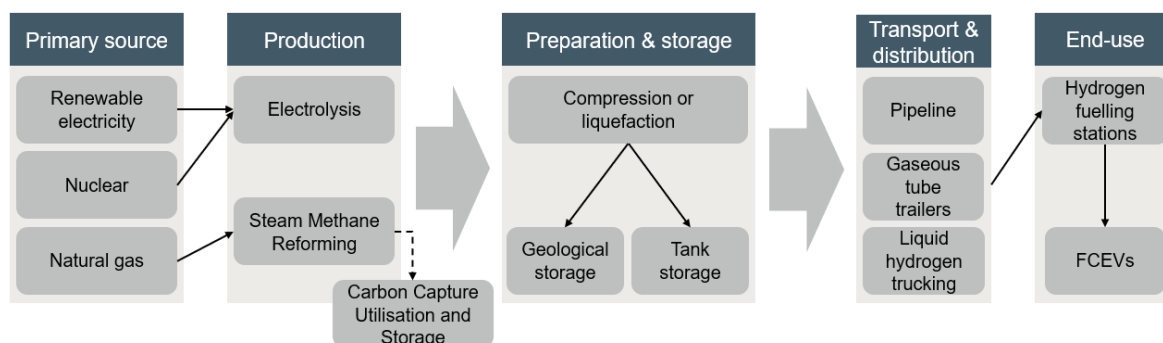 Primary source
Renewable
electricity
Nuclear
Natural gas
Production
Electrolysis
Steam Methane
Reforming
Carbon Capture
Utilisation and
Storage
Preparation & storage
Compression or
liquefaction
Geological
storage
Tank
storage
Transport &
distribution
Pipeline
Gaseous
tube
trailers
Liquid
hydrogen
trucking
End-use
Hydrogen
fuelling
stations
FCEVs